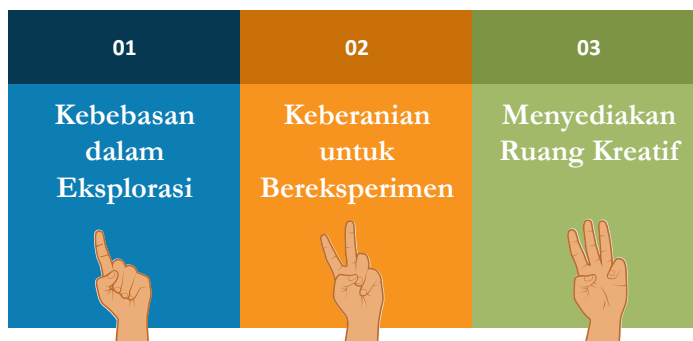 01
Kebebasan
dalam
Eksplorasi
02
Keberanian
untuk
Bereksperimen
03
Menyediakan
Ruang Kreatif